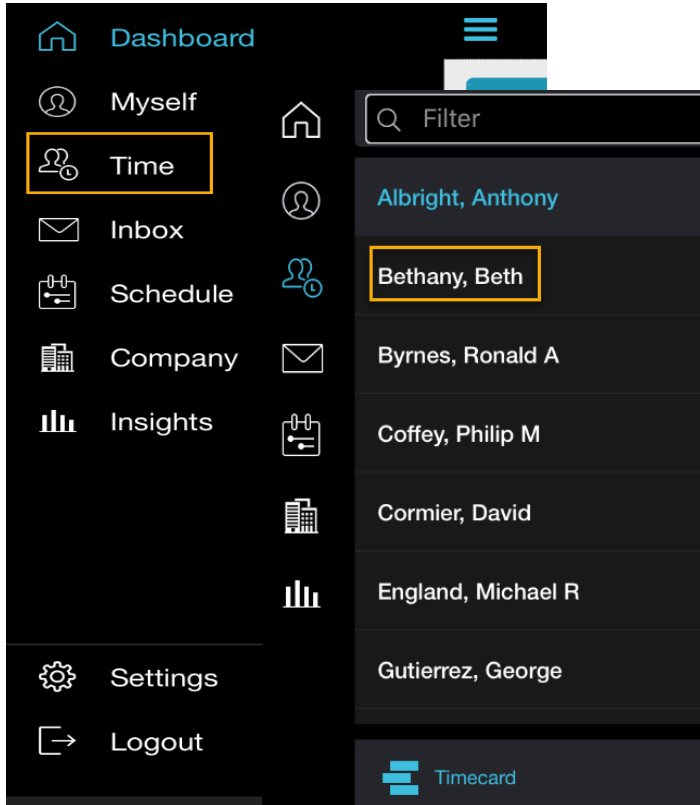 Dashboard
Myself
Time
Inbox
Schedule
Company
Insights
Settings
Logout
Filter
Albright, Anthony
Bethany, Beth
Byrnes, Ronald A
Coffey, Philip M
Cormier, David
England, Michael R
Gutierrez, George
Timecard